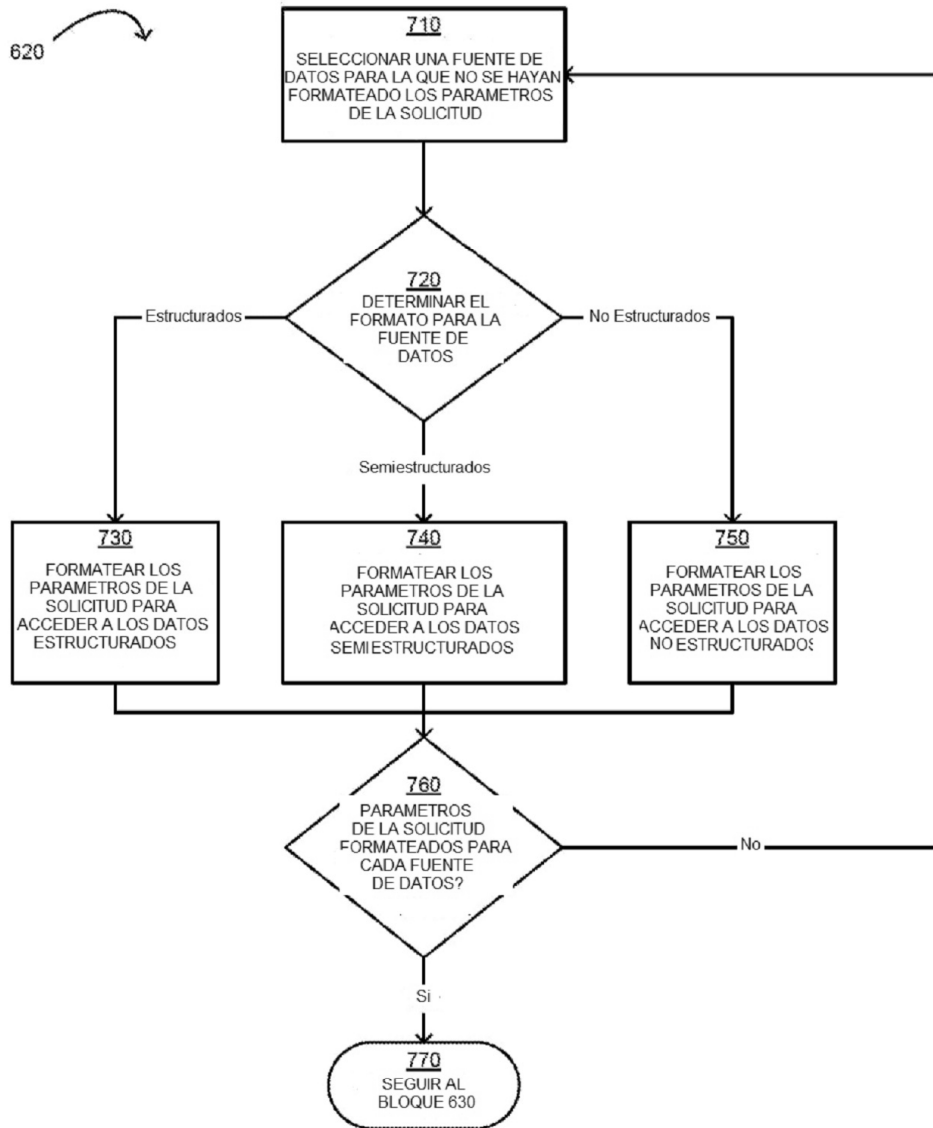 620
710
SELECCIONAR UNA FUENTE DE
DATOS PARA LA QUE NO SE HAYAN
FORMATEADO LOS PARAMETROS
DE LA SOLICITUD
720
DETERMINAR EL
FORMATO PARA LA
FUENTE DE
DATOS
Estructurados
No Estructurados
Semiestructurados
730
FORMATEAR LOS
PARAMETROS DE LA
SOLICITUD PARA
ACCEDER A LOS DATOS
ESTRUCTURADOS
740
FORMATEAR LOS
PARAMETROS DE LA
SOLICITUD PARA
ACCEDER A LOS DATOS
SEMIESTRUCTURADOS
750
FORMATEAR LOS
PARAMETROS DE LA
SOLICITUD PARA
ACCEDER A LOS DATOS
NO ESTRUCTURADOS
760
PARAMETROS
DE LA SOLICITUD
FORMATEADOS PARA
CADA FUENTE
DE DATOS?
No
Si
770
SEGUIR AL
BLOQUE 630